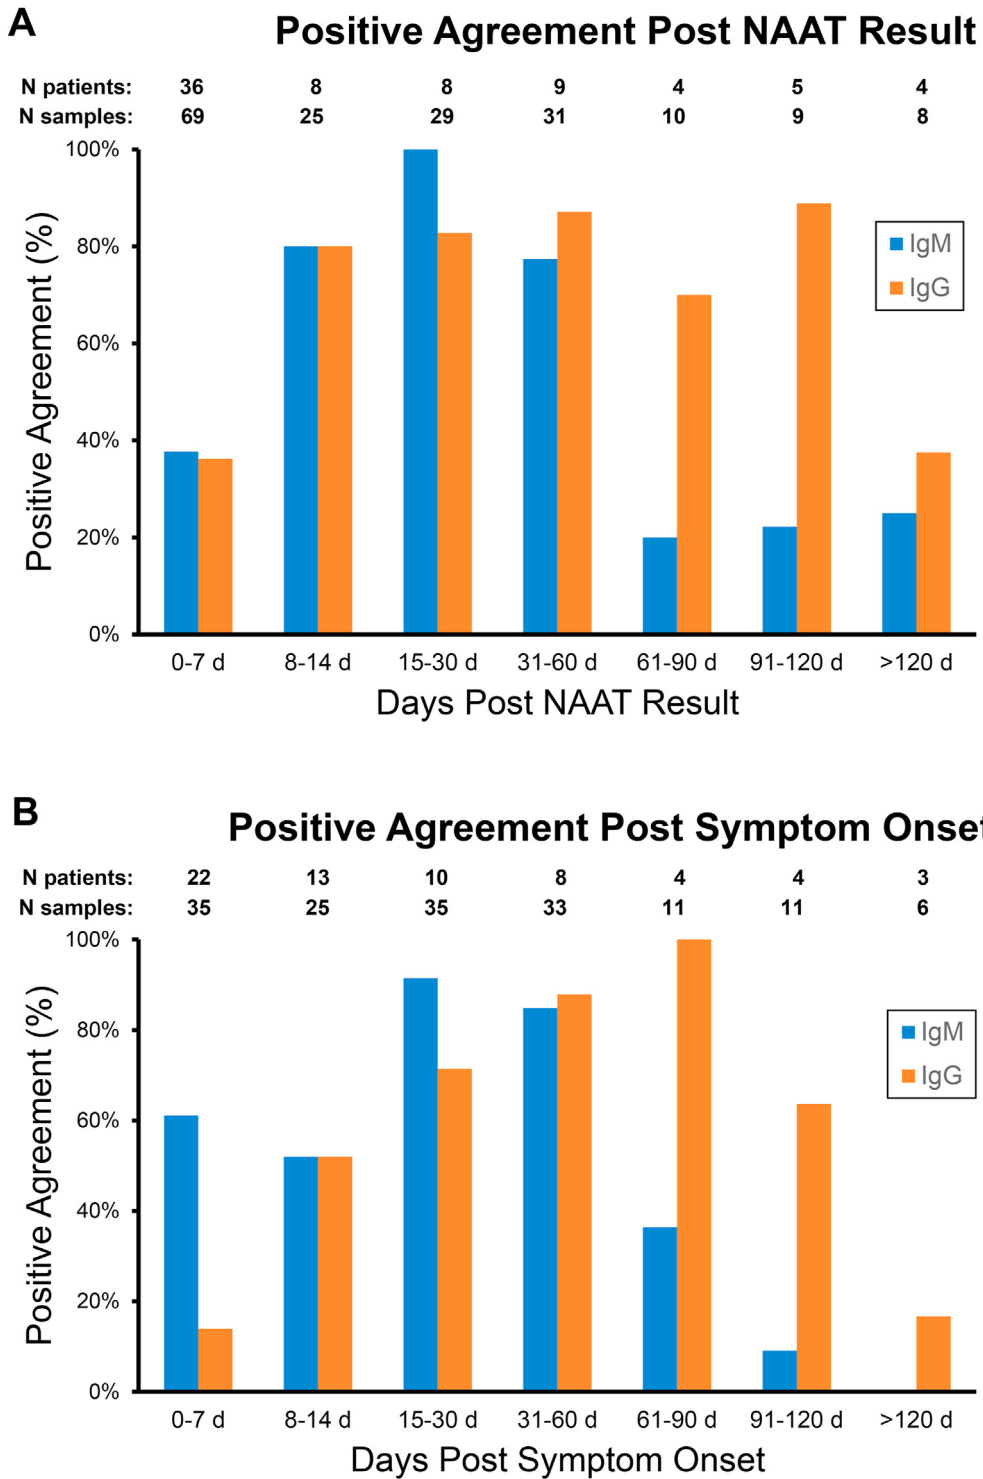 A
Positive Agreement Post NAAT Result
N patients: 36 8 8 9 4 5 4
N samples: 69 25 29 31 10 9 8
100%
80%
60%
40%
20%
0%
Positive Agreement (%)
IgM
IgG
0-7 d 8-14 d 15-30 d 31-60 d 61-90 d 91-120 d >120 d
Days Post NAAT Result
B
Positive Agreement Post Symptom Onset
N patients: 22 13 10 8 4 4 3
N samples: 35 25 35 33 11 11 6
100%
80%
60%
40%
20%
0%
Positive Agreement (%)
IgM
IgG
0-7 d 8-14 d 15-30 d 31-60 d 61-90 d 91-120 d >120 d
Days Post Symptom Onset